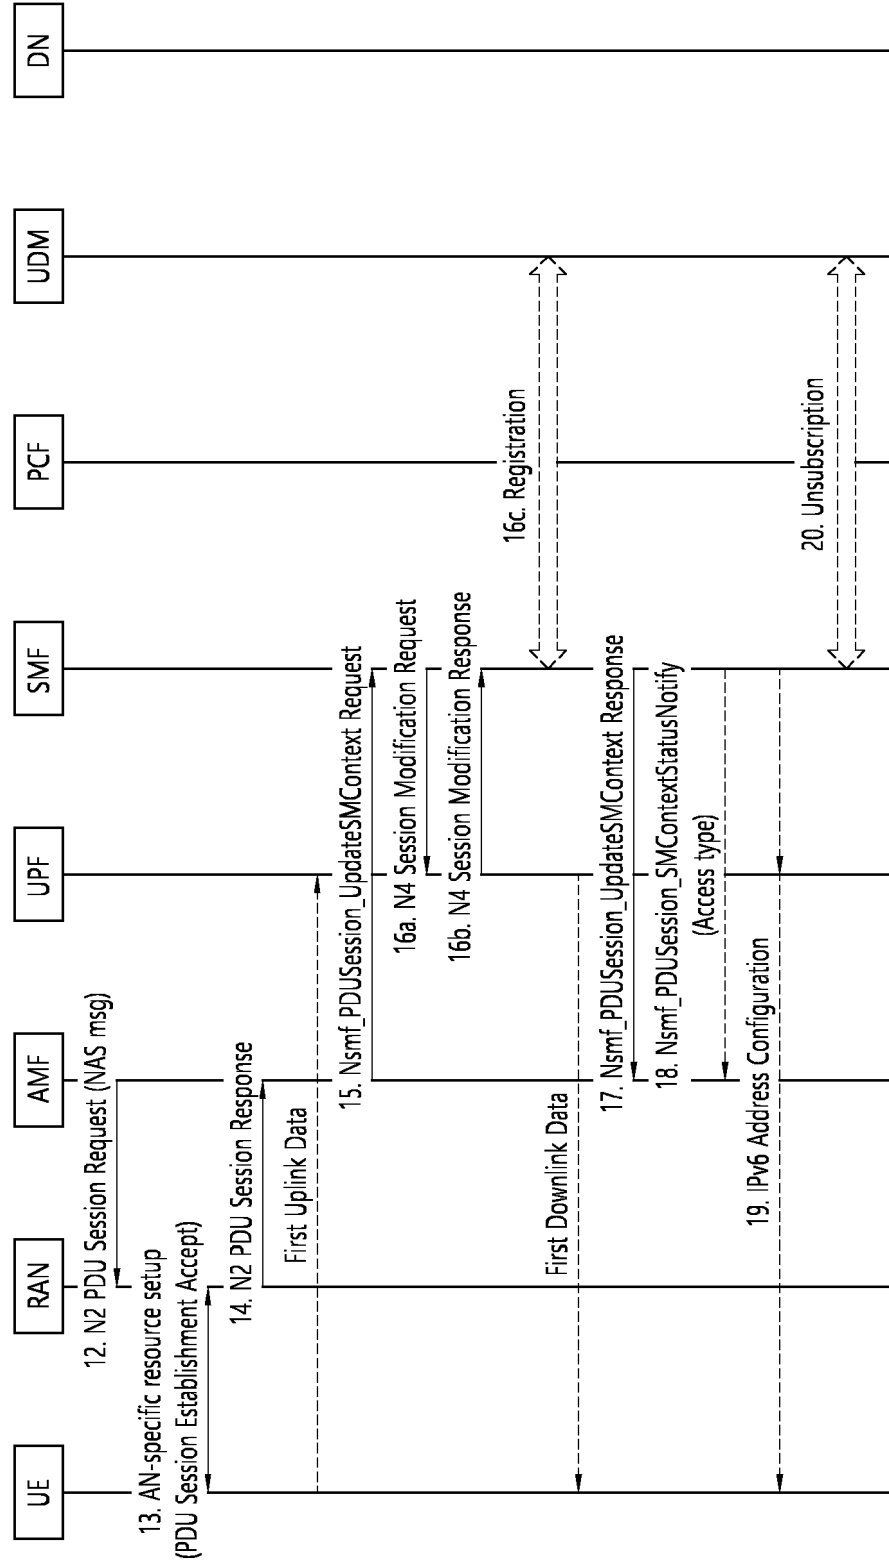 UE
RAN
AMF
UPF
SMF
PCF
UDM
DN
12. N2 PDU Session Request (NAS msg)
13. AN-specific resource setup
(PDU Session Establishment Accept)
14. N2 PDU Session Response
First Uplink Data
15. Nsmf_PDUSession_UpdateSMContext Request
16a. N4 Session Modification Request
16b. N4 Session Modification Response
16c. Registration
First Downlink Data
17. Nsmf_PDUSession_UpdateSMContext Response
18. Nsmf_PDUSession_SMContextStatusNotify
(Access type)
19. IPv6 Address Configuration
20. Unsubscription